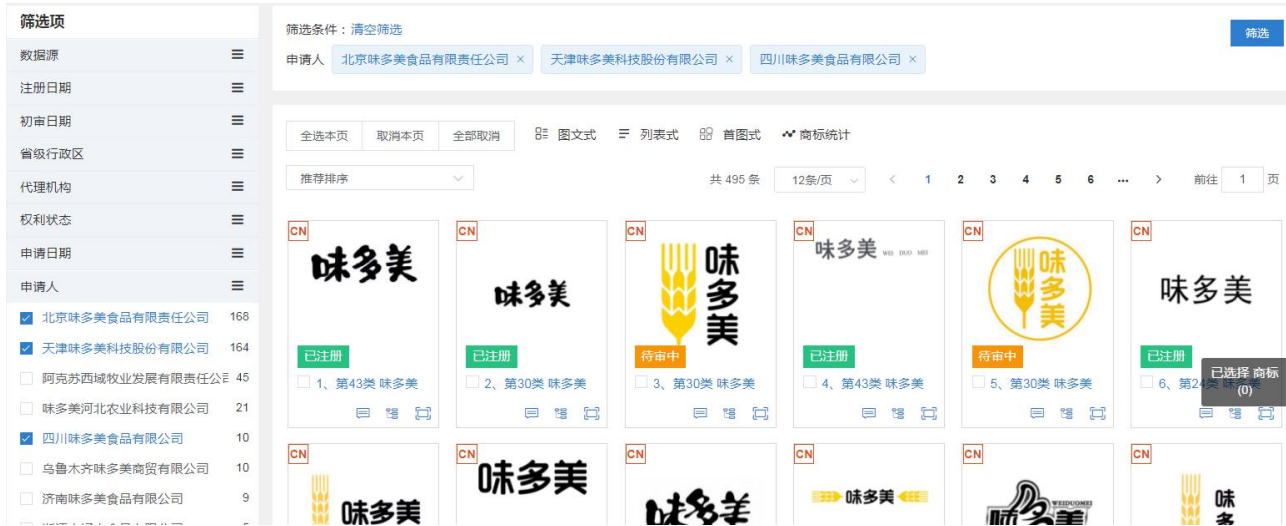 筛选项
数据源
注册日期
初审日期
省级行政区
代理机构
权利状态
申请日期
申请人
北京味多美食品有限责任公司 168
天津味多美科技股份有限公司 164
阿克苏西域牧业发展有限责任公司 45
味多美河北农业科技有限公司 21
四川味多美食品有限公司 10
乌鲁木齐味多美商贸有限公司 10
济南味多美食品有限公司 9
筛选条件：清空筛选
筛选
申请人 北京味多美食品有限责任公司 × 天津味多美科技股份有限公司 × 四川味多美食品有限公司 ×
全选本页 取消本页 全部取消 图文式 列表式 首图式 商标统计
推荐排序 共 495 条 12条/页 < 1 2 3 4 5 6 ... > 前往 1 页
CN CN CN CN CN CN
味多美
味多美
味多美
味多美 WEI DUO MEI
味多美
味多美
已注册 已注册 待审中 已注册 待审中 已注册
1、第43类 味多美
2、第30类 味多美
3、第30类 味多美
4、第43类 味多美
5、第30类 味多美
6、第24类 味多美
已选择 商标
(0)
CN CN CN CN CN CN
味多美
味多美
味多美
味多美
WEIDUOMEI
味多美
味多